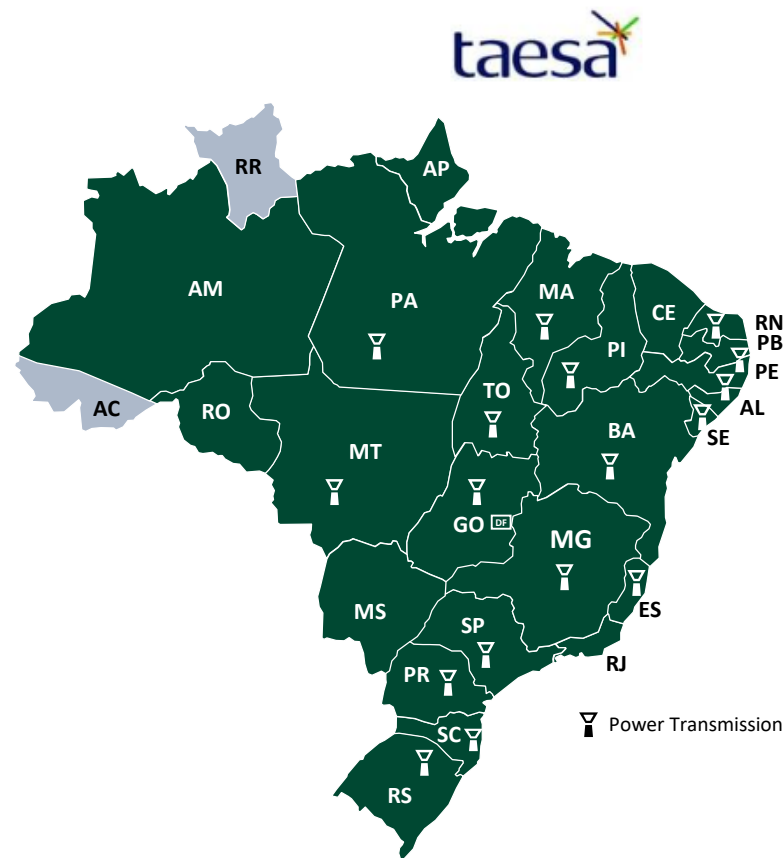 taesa
RR
AP
AM
PA
MA
CE
RN
PB
PI
PE
TO
AC
RO
AL
BA
SE
MT
GO
DF
MG
MS
ES
SP
RJ
PR
Power Transmission
SC
RS